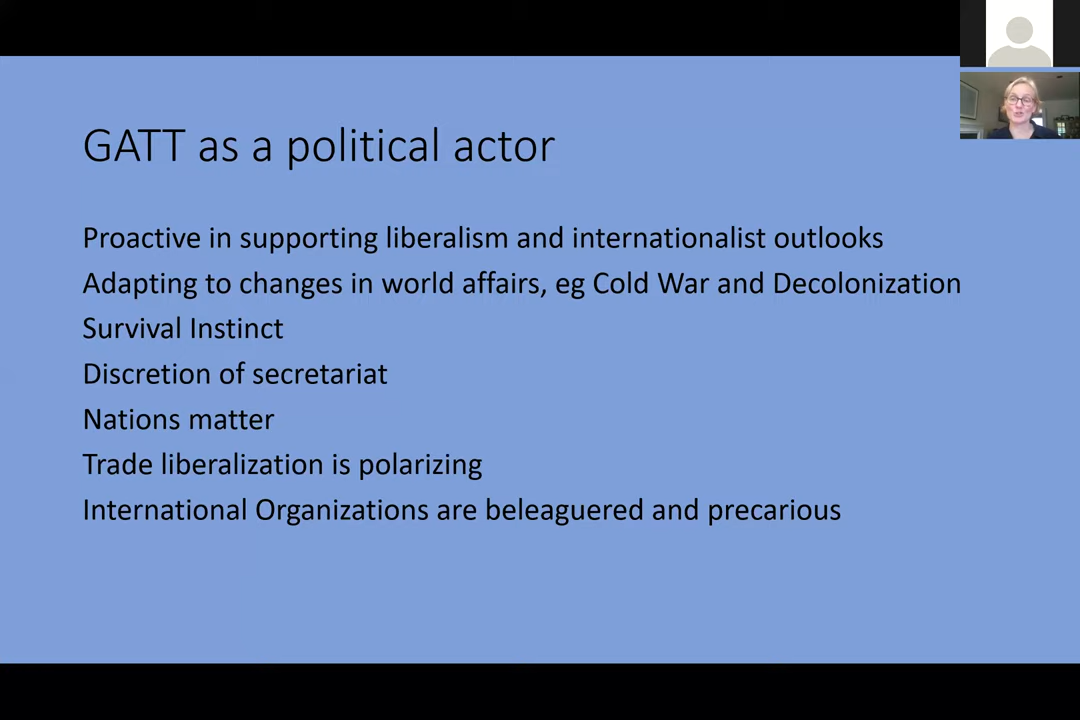 GATT as a political actor
Proactive in supporting liberalism and internationalist outlooks
Adapting to changes in world affairs, eg Cold War and Decolonization
Survival Instinct
Discretion of secretariat
Nations matter
Trade liberalization is polarizing
International Organizations are beleaguered and precarious